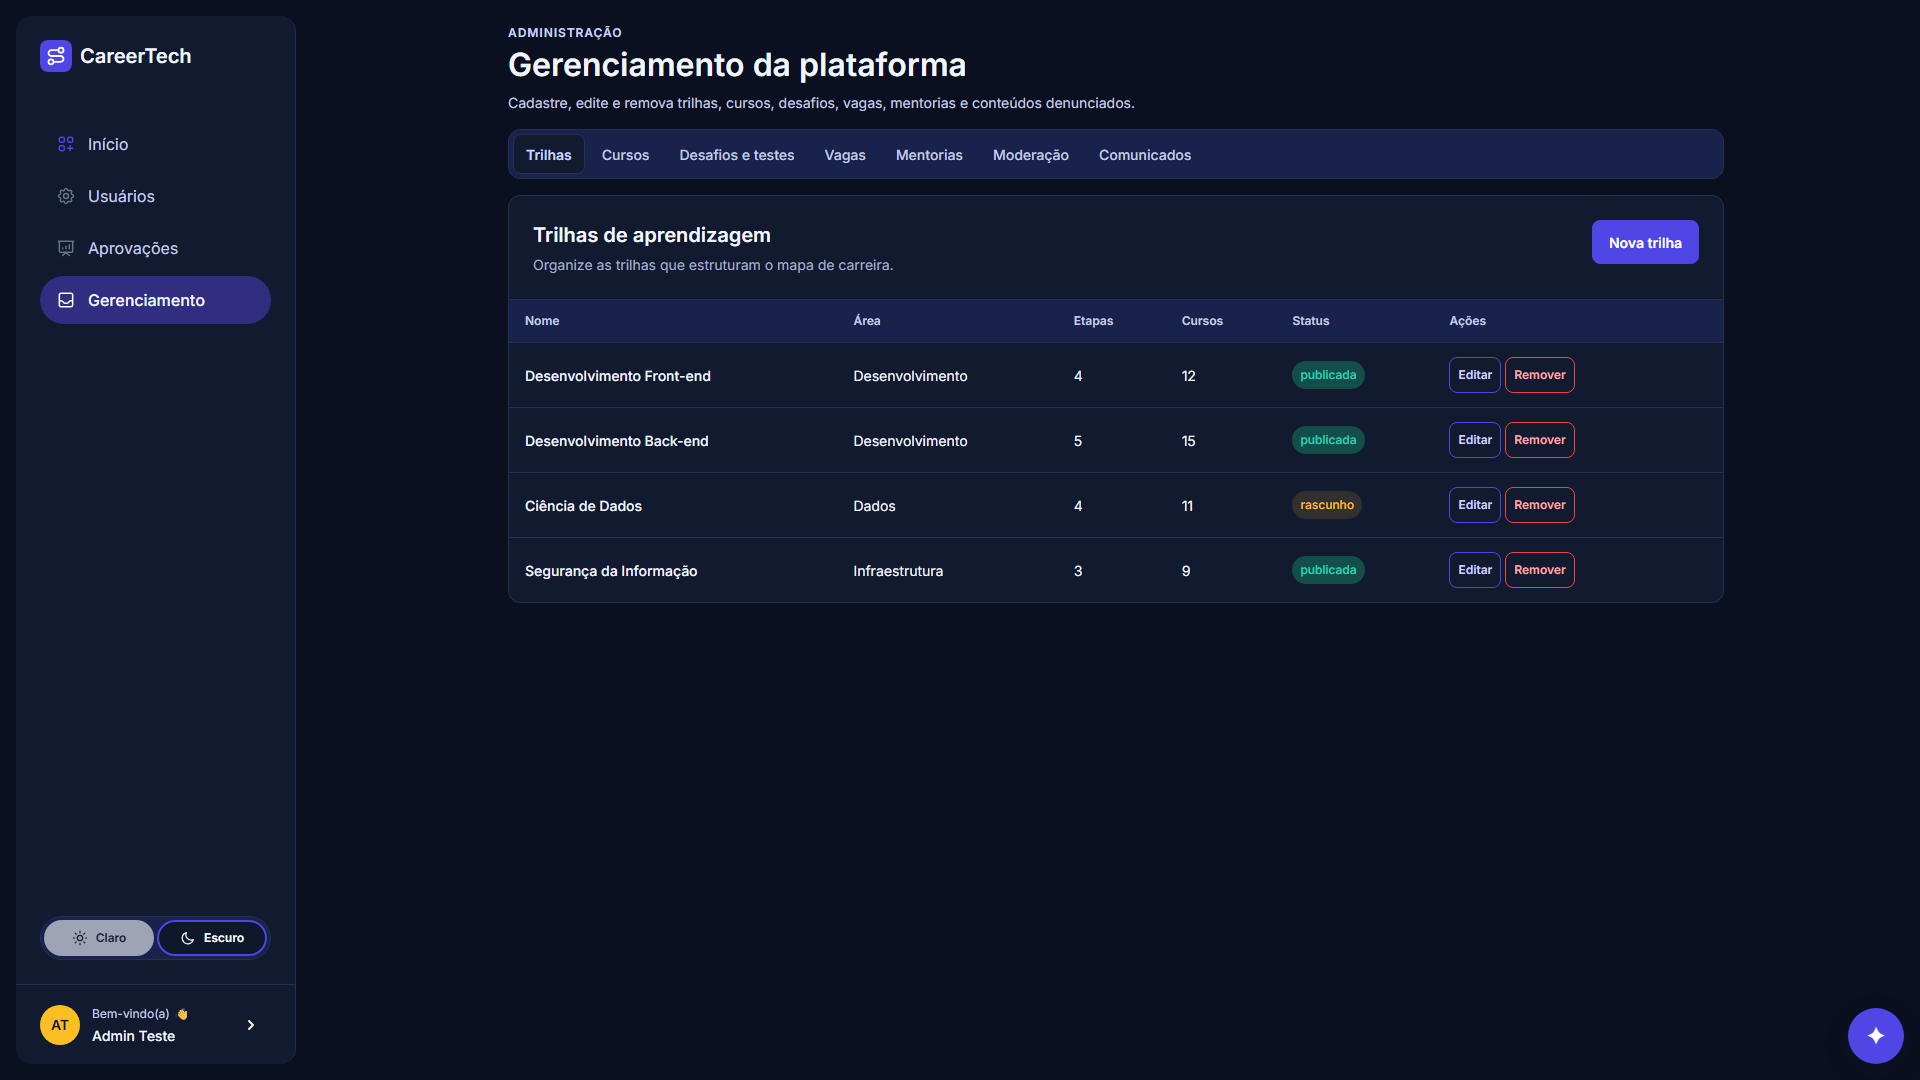 CareerTech
Início
Usuários
Aprovações
Gerenciamento
Claro
Escuro
AT
Bem-vindo(a) 👋
Admin Teste
ADMINISTRAÇÃO
Gerenciamento da plataforma
Cadastre, edite e remova trilhas, cursos, desafios, vagas, mentorias e conteúdos denunciados.
Trilhas Cursos Desafios e testes Vagas Mentorias Moderação Comunicados
Trilhas de aprendizagem
Organize as trilhas que estruturam o mapa de carreira.
Nova trilha
Nome Área Etapas Cursos Status Ações
Desenvolvimento Front-end Desenvolvimento 4 12 publicada Editar Remover
Desenvolvimento Back-end Desenvolvimento 5 15 publicada Editar Remover
Ciência de Dados Dados 4 11 rascunho Editar Remover
Segurança da Informação Infraestrutura 3 9 publicada Editar Remover